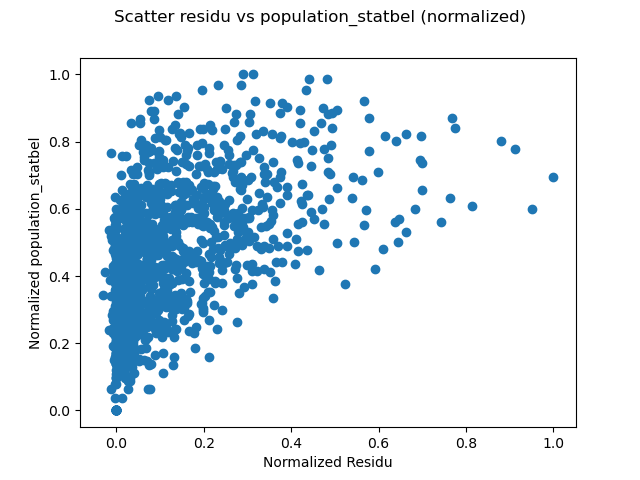 Scatter residu vs population_statbel (normalized)
1.0
0.8
0.6
0.4
0.2
0.0
Normalized population_statbel
0.0 0.2 0.4 0.6 0.8 1.0
Normalized Residu